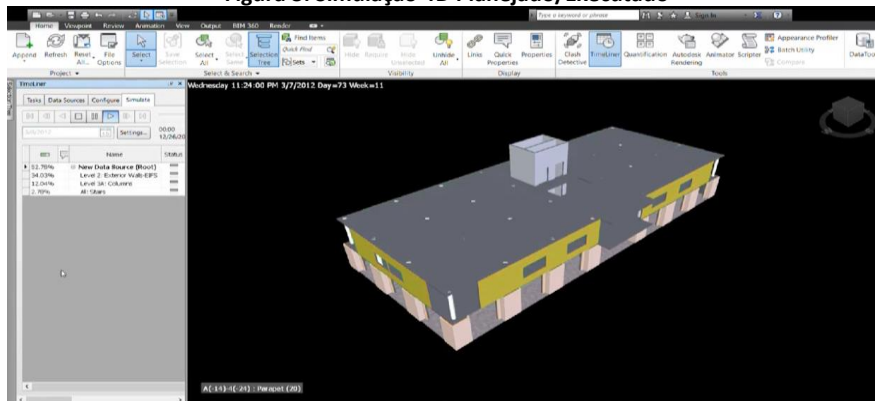 Figura 8: Simulação 4D Planejado/Executado
Type a keyword or phrase
Sign In
Home Viewpoint Review Animation View Output BIM 360 Render
Append Refresh Reset All... File Options Select Save Selection Select All Select Same Selection Tree Find Items Quick Find Sets Hide Require Hide Unselected Unhide All Links Quick Properties Properties Clash Detective TimeLiner Quantification Autodesk Rendering Animator Scripter Appearance Profiler Batch Utility Compare DataTools
Project Select & Search Visibility Display Tools
TimeLiner
Tasks Data Sources Configure Simulate
Settings...
Name Status
52.78% New Data Source (Root)
34.03% Level 2: Exterior Wall-EIFS
12.04% Level 3A: Columns
2.78% All: Stairs
Wednesday 11:24:00 PM 3/7/2012 Day=73 Week=11
A(-14)-4(-24) : Parapet (20)